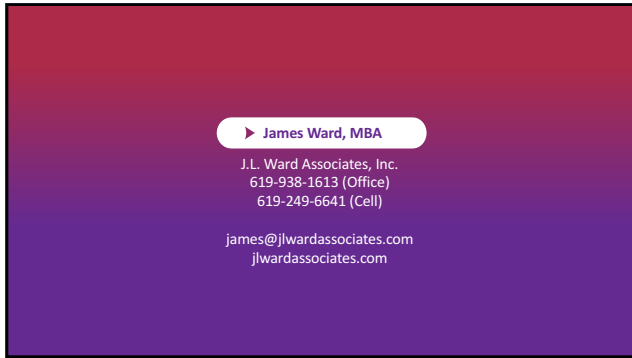 James Ward, MBA
J.L. Ward Associates, Inc.
619-938-1613 (Office)
619-249-6641 (Cell)
james@jlwardassociates.com
jlwardassociates.com